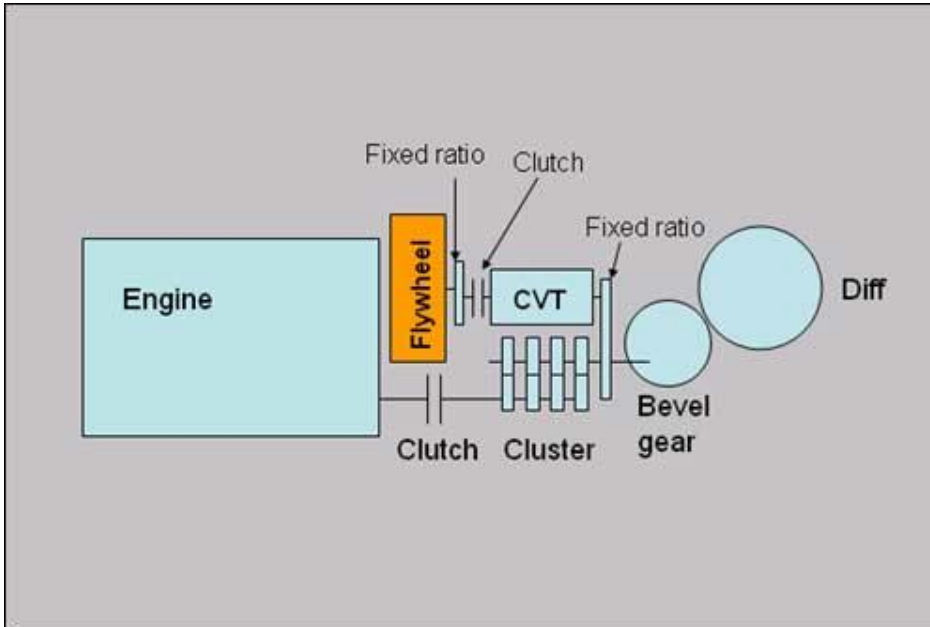 Fixed ratio
Clutch
Fixed ratio
Engine
Flywheel
CVT
Diff
Bevel
gear
Clutch
Cluster